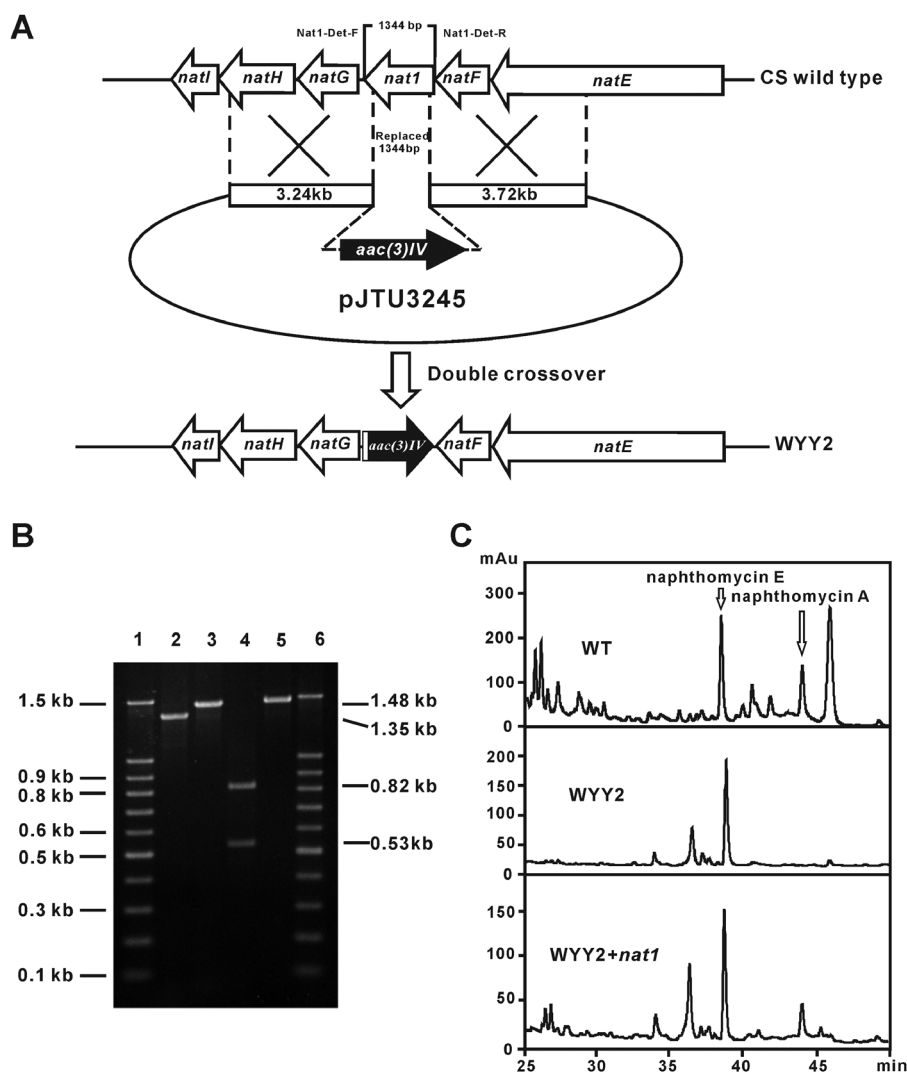 A
1344 bp
Nat1-Det-F
Nat1-Det-R
natI
natH
natG
nat1
natF
natE
CS wild type
Replaced
1344bp
3.24kb
3.72kb
aac(3)IV
pJTU3245
Double crossover
natI
natH
natG
aac(3)IV
natF
natE
WYY2
B
1 2 3 4 5 6
1.5 kb
0.9 kb
0.8 kb
0.6 kb
0.5 kb
0.3 kb
0.1 kb
1.48 kb
1.35 kb
0.82 kb
0.53kb
C
mAu
naphthomycin E
naphthomycin A
WT
300
200
100
0
WYY2
200
150
100
50
0
WYY2+nat1
150
100
50
0
25 30 35 40 45 min